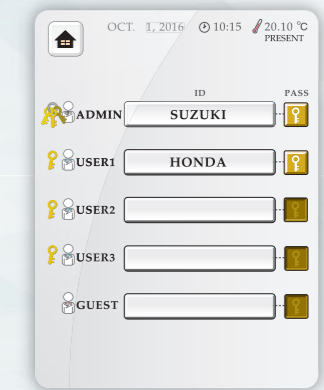 OCT. 1, 2016 10:15 20.10 ℃
PRESENT
ID PASS
ADMIN SUZUKI
USER1 HONDA
USER2
USER3
GUEST